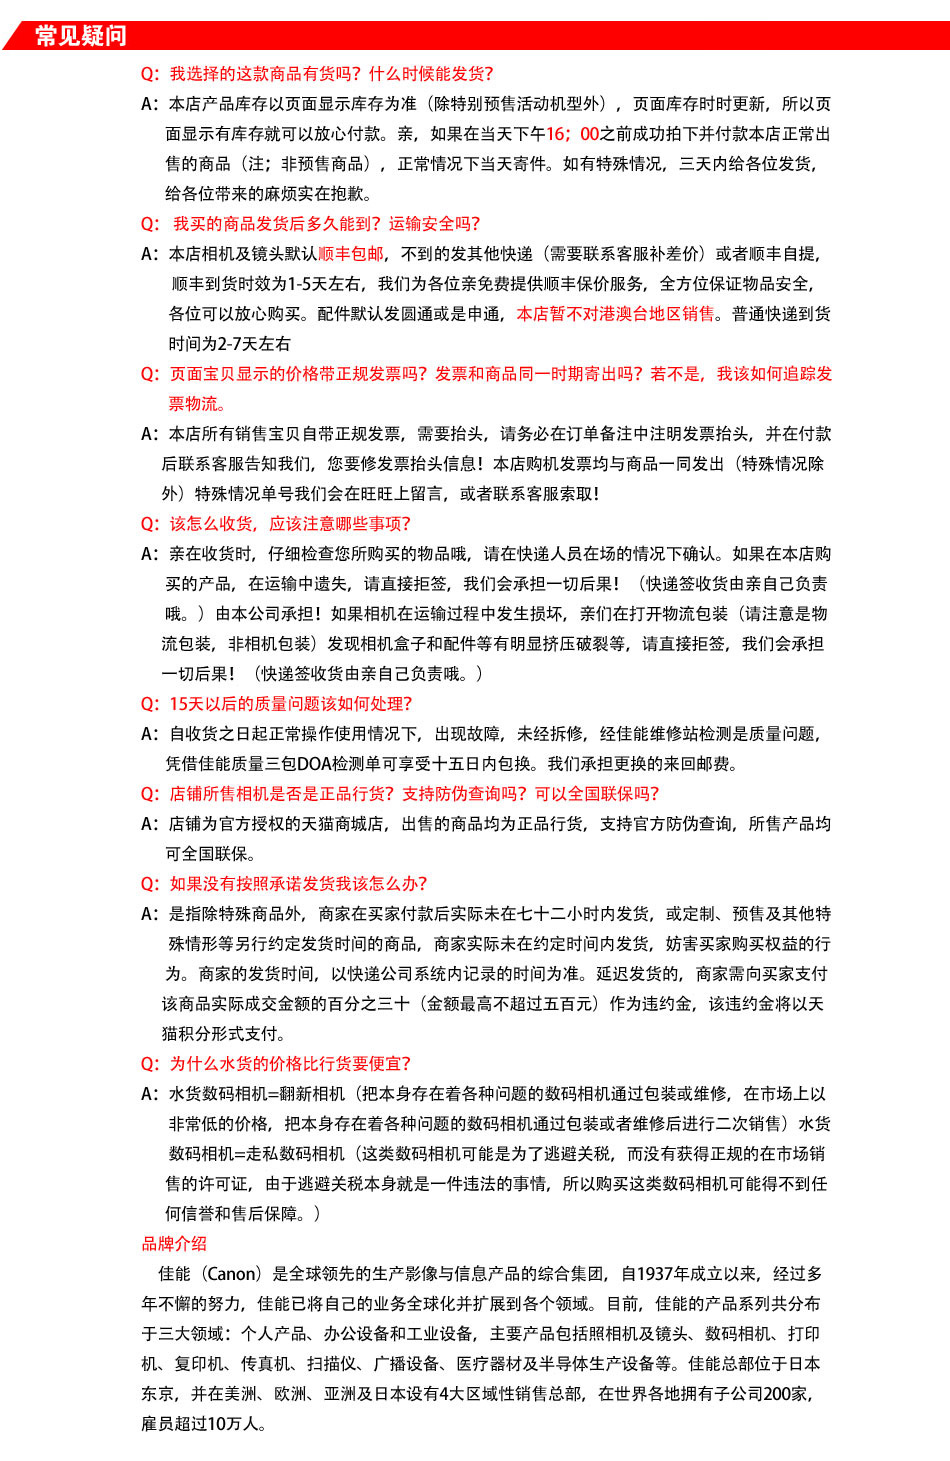 常见疑问
Q：我选择的这款商品有货吗？什么时候能发货？
A：本店产品库存以页面显示库存为准（除特别预售活动机型外），页面库存时时更新，所以页
面显示有库存就可以放心付款。亲，如果在当天下午16；00之前成功拍下并付款本店正常出
售的商品（注；非预售商品），正常情况下当天寄件。如有特殊情况，三天内给各位发货，
给各位带来的麻烦实在抱歉。
Q： 我买的商品发货后多久能到？运输安全吗？
A：本店相机及镜头默认顺丰包邮，不到的发其他快递（需要联系客服补差价）或者顺丰自提，
顺丰到货时效为1-5天左右，我们为各位亲免费提供顺丰保价服务，全方位保证物品安全，
各位可以放心购买。配件默认发圆通或是申通，本店暂不对港澳台地区销售。普通快递到货
时间为2-7天左右
Q：页面宝贝显示的价格带正规发票吗？发票和商品同一时期寄出吗？若不是，我该如何追踪发
票物流。
A：本店所有销售宝贝自带正规发票，需要抬头，请务必在订单备注中注明发票抬头，并在付款
后联系客服告知我们，您要修发票抬头信息！本店购机发票均与商品一同发出（特殊情况除
外）特殊情况单号我们会在旺旺上留言，或者联系客服索取！
Q：该怎么收货，应该注意哪些事项？
A：亲在收货时，仔细检查您所购买的物品哦，请在快递人员在场的情况下确认。如果在本店购
买的产品，在运输中遗失，请直接拒签，我们会承担一切后果！（快递签收货由亲自己负责
哦。）由本公司承担！如果相机在运输过程中发生损坏，亲们在打开物流包装（请注意是物
流包装，非相机包装）发现相机盒子和配件等有明显挤压破裂等，请直接拒签，我们会承担
一切后果！（快递签收货由亲自己负责哦。）
Q：15天以后的质量问题该如何处理？
A：自收货之日起正常操作使用情况下，出现故障，未经拆修，经佳能维修站检测是质量问题，
凭借佳能质量三包DOA检测单可享受十五日内包换。我们承担更换的来回邮费。
Q：店铺所售相机是否是正品行货？支持防伪查询吗？可以全国联保吗？
A：店铺为官方授权的天猫商城店，出售的商品均为正品行货，支持官方防伪查询，所售产品均
可全国联保。
Q：如果没有按照承诺发货我该怎么办？
A：是指除特殊商品外，商家在买家付款后实际未在七十二小时内发货，或定制、预售及其他特
殊情形等另行约定发货时间的商品，商家实际未在约定时间内发货，妨害买家购买权益的行
为。商家的发货时间，以快递公司系统内记录的时间为准。延迟发货的，商家需向买家支付
该商品实际成交金额的百分之三十（金额最高不超过五百元）作为违约金，该违约金将以天
猫积分形式支付。
Q：为什么水货的价格比行货要便宜？
A：水货数码相机=翻新相机（把本身存在着各种问题的数码相机通过包装或维修，在市场上以
非常低的价格，把本身存在着各种问题的数码相机通过包装或者维修后进行二次销售）水货
数码相机=走私数码相机（这类数码相机可能是为了逃避关税，而没有获得正规的在市场销
售的许可证，由于逃避关税本身就是一件违法的事情，所以购买这类数码相机可能得不到任
何信誉和售后保障。）
品牌介绍
佳能（Canon）是全球领先的生产影像与信息产品的综合集团，自1937年成立以来，经过多
年不懈的努力，佳能已将自己的业务全球化并扩展到各个领域。目前，佳能的产品系列共分布
于三大领域：个人产品、办公设备和工业设备，主要产品包括照相机及镜头、数码相机、打印
机、复印机、传真机、扫描仪、广播设备、医疗器材及半导体生产设备等。佳能总部位于日本
东京，并在美洲、欧洲、亚洲及日本设有4大区域性销售总部，在世界各地拥有子公司200家，
雇员超过10万人。